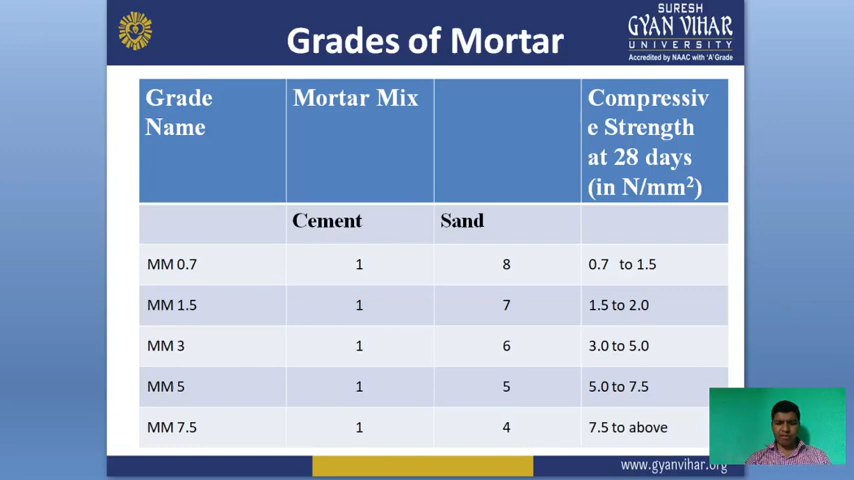 SURESH
GYAN VIHAR
UNIVERSITY
Accredited by NAAC with 'A' Grade
Grades of Mortar
Grade Name | Mortar Mix | | Compressiv e Strength at 28 days (in N/mm²)
Cement | Sand
MM 0.7 | 1 | 8 | 0.7 to 1.5
MM 1.5 | 1 | 7 | 1.5 to 2.0
MM 3 | 1 | 6 | 3.0 to 5.0
MM 5 | 1 | 5 | 5.0 to 7.5
MM 7.5 | 1 | 4 | 7.5 to above
www.gyanvihar.org